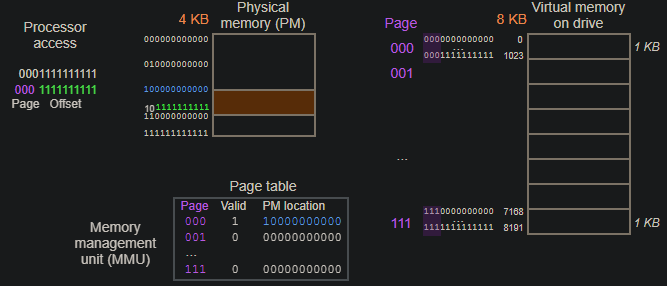 Processor
access
0001111111111
000 1111111111
Page Offset
4 KB
Physical
memory (PM)
000000000000
010000000000
100000000000
101111111111
110000000000
111111111111
Page
8 KB
Virtual memory
on drive
000
0000000000000 0
...
0001111111111 1023
1 KB
001
...
111
1110000000000 7168
...
1111111111111 8191
1 KB
Memory
management
unit (MMU)
Page table
Page Valid PM location
000 1 10000000000
001 0 00000000000
...
111 0 00000000000